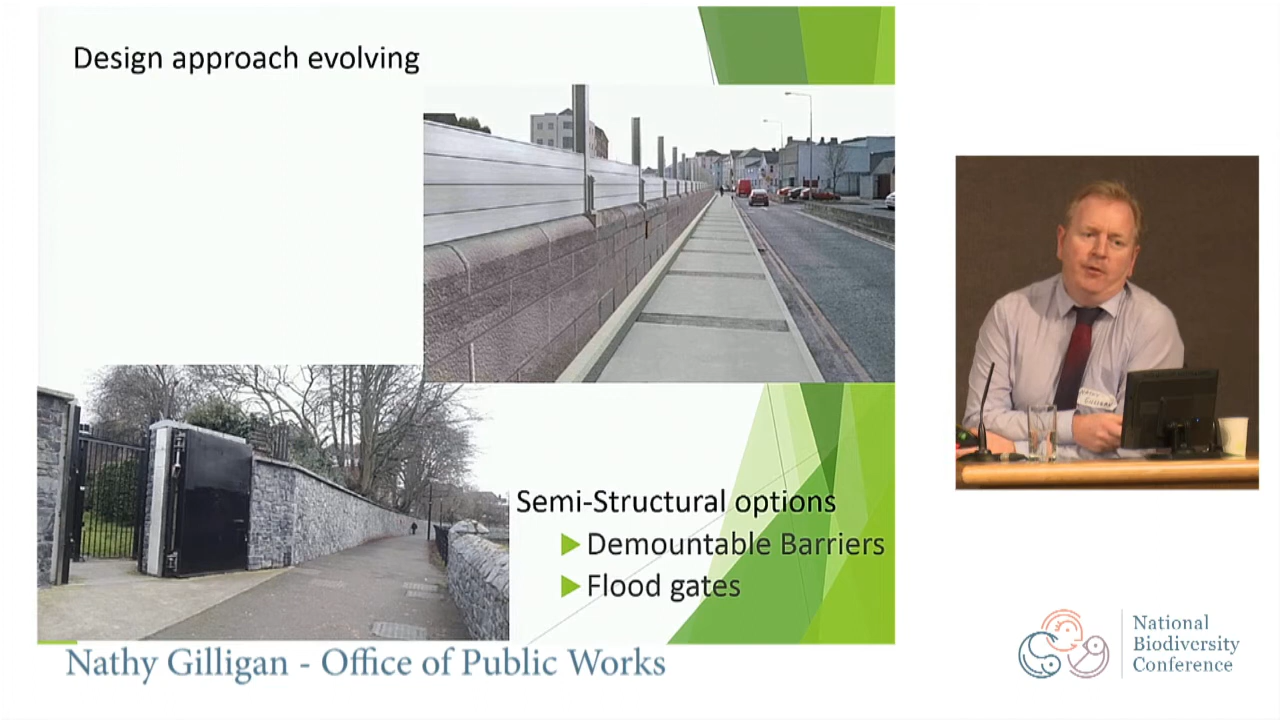 Design approach evolving
Semi-Structural options
Demountable Barriers
Flood gates
Nathy Gilligan - Office of Public Works
National
Biodiversity
Conference